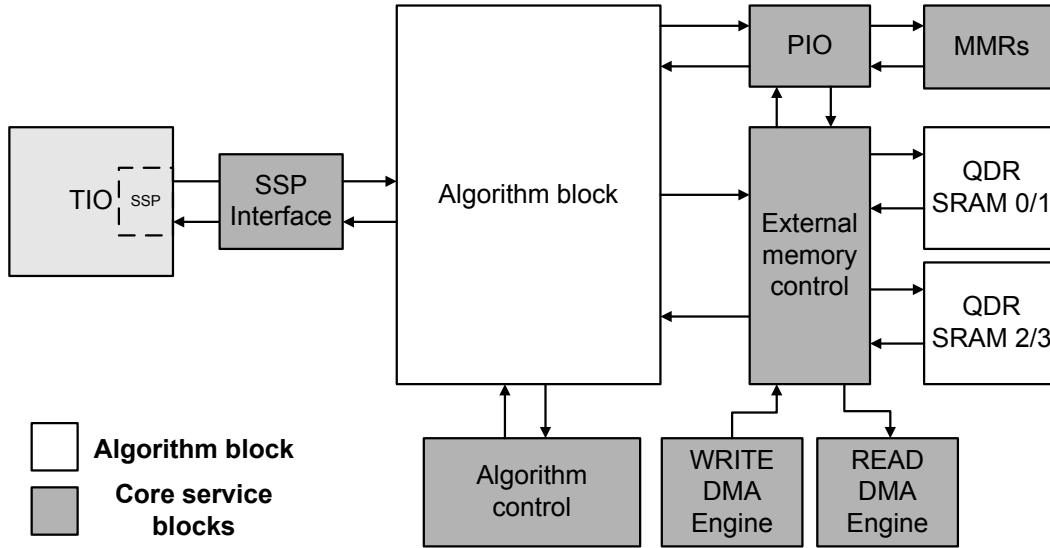 PIO
MMRs
TIO
SSP
SSP
Interface
Algorithm block
External
memory
control
QDR
SRAM 0/1
QDR
SRAM 2/3
Algorithm
control
WRITE
DMA
Engine
READ
DMA
Engine
Algorithm block
Core service
blocks